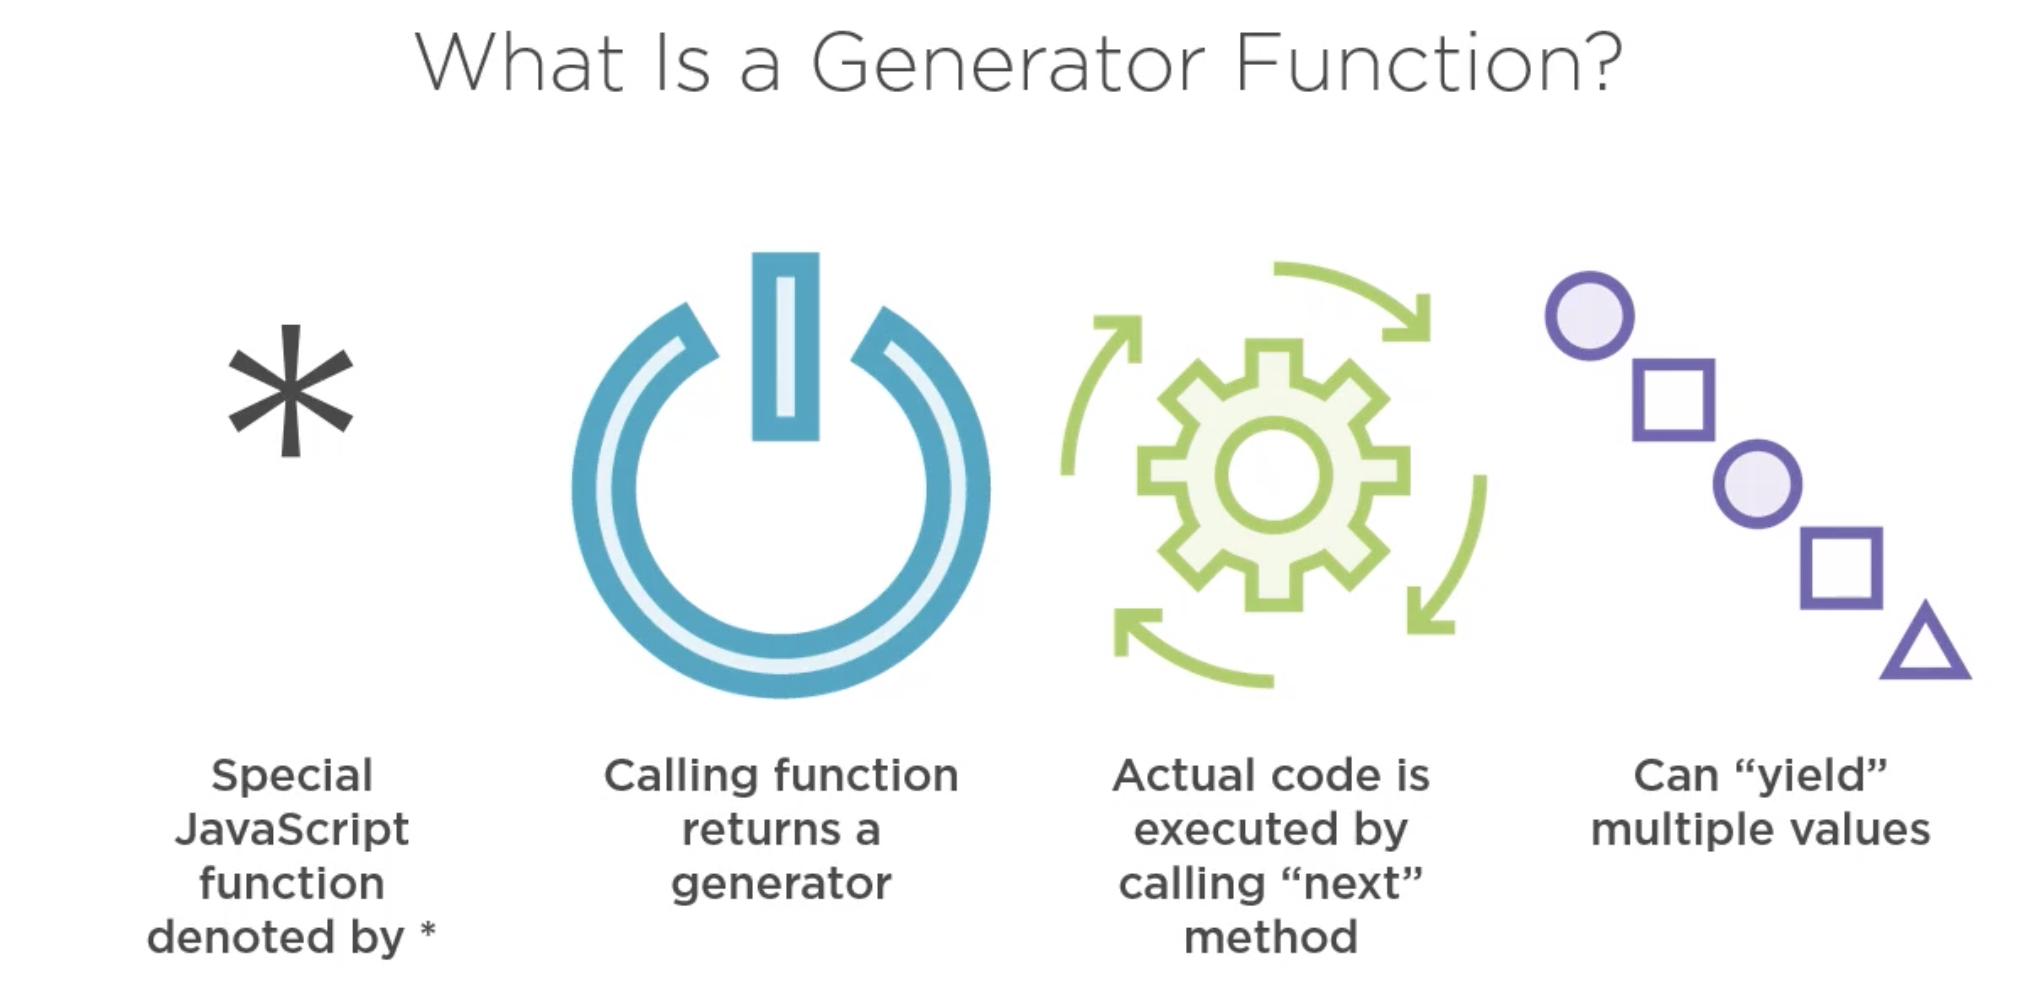 What Is a Generator Function?
*
Special
JavaScript
function
denoted by *
Calling function
returns a
generator
Actual code is
executed by
calling “next”
method
Can “yield”
multiple values